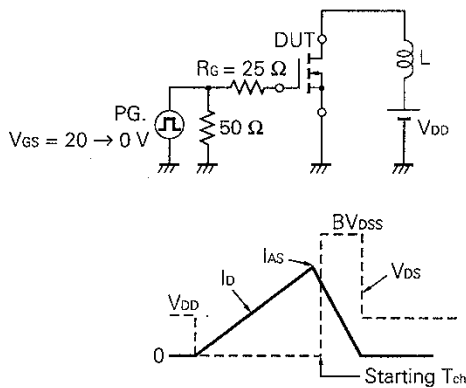 DUT
RG = 25 Ω
L
PG.
VGS = 20 → 0 V
50 Ω
VDD
BVDSS
IAS
ID
VDS
VDD
0
Starting Tch